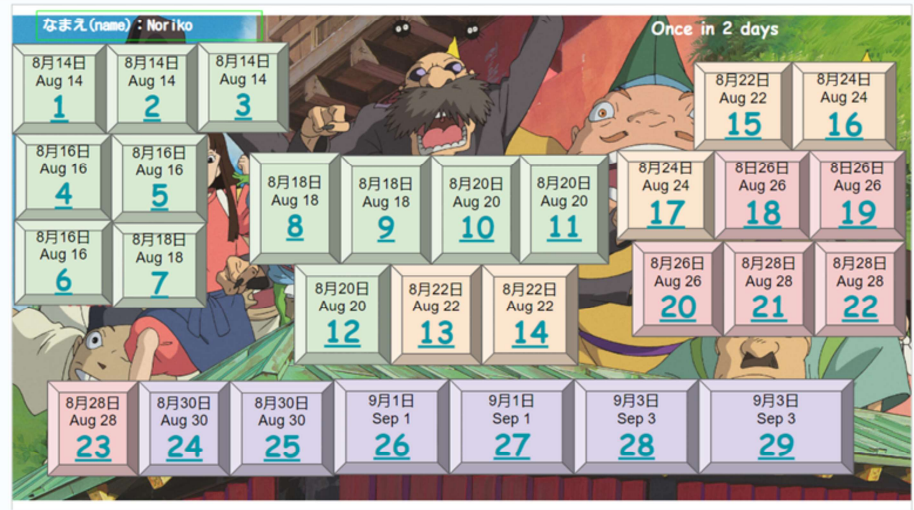 なまえ(name):Noriko
Once in 2 days
8月14日
Aug 14
1
8月14日
Aug 14
2
8月14日
Aug 14
3
8月16日
Aug 16
4
8月16日
Aug 16
5
8月16日
Aug 16
6
8月18日
Aug 18
7
8月18日
Aug 18
8
8月18日
Aug 18
9
8月20日
Aug 20
10
8月20日
Aug 20
11
8月20日
Aug 20
12
8月22日
Aug 22
13
8月22日
Aug 22
14
8月22日
Aug 22
15
8月24日
Aug 24
16
8月24日
Aug 24
17
8日26日
Aug 26
18
8日26日
Aug 26
19
8月26日
Aug 26
20
8月28日
Aug 28
21
8月28日
Aug 28
22
8月28日
Aug 28
23
8月30日
Aug 30
24
8月30日
Aug 30
25
9月1日
Sep 1
26
9月1日
Sep 1
27
9月3日
Sep 3
28
9月3日
Sep 3
29